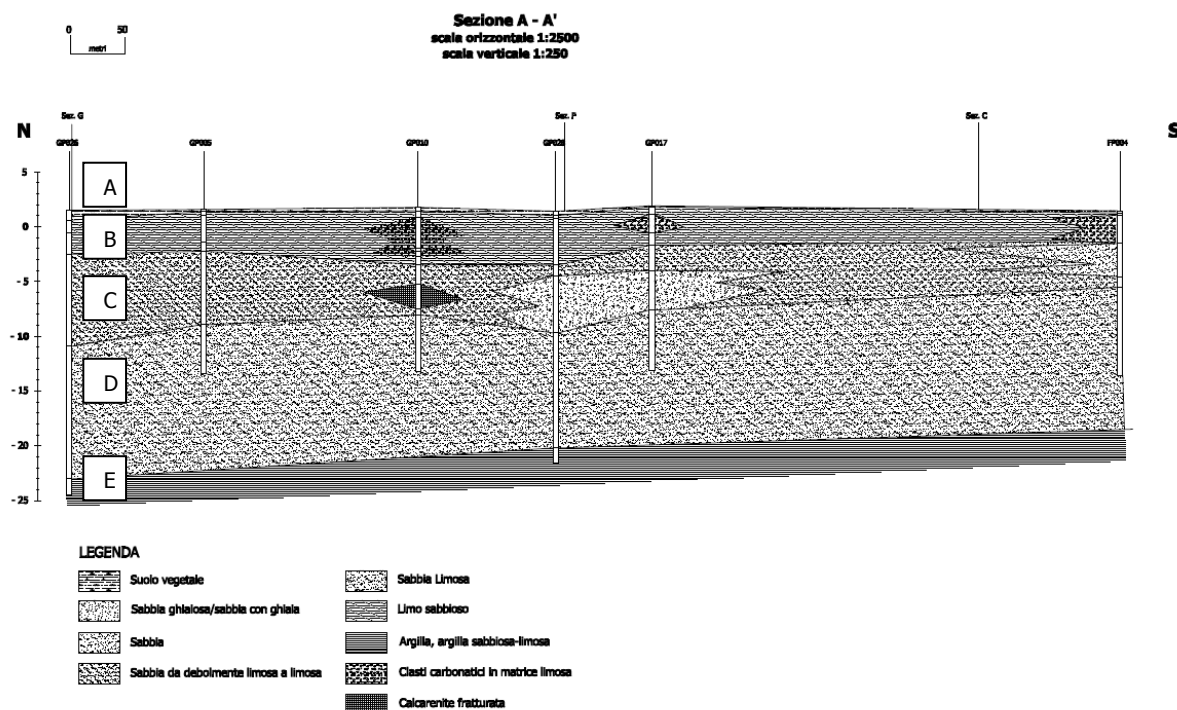 Sezione A - A'
scala orizzontale 1:2500
scala verticale 1:250
0 50
metri
N
S
Sez. G
Sez. F
Sez. C
GP026
GP005
GP010
GP028
GP017
FP004
5
0
-5
-10
-15
-20
-25
A
B
C
D
E
LEGENDA
Suolo vegetale
Sabbia ghiaiosa/sabbia con ghiaia
Sabbia
Sabbia da debolmente limosa a limosa
Sabbia Limosa
Limo sabbioso
Argilla, argilla sabbiosa-limosa
Clasti carbonatici in matrice limosa
Calcarenite fratturata